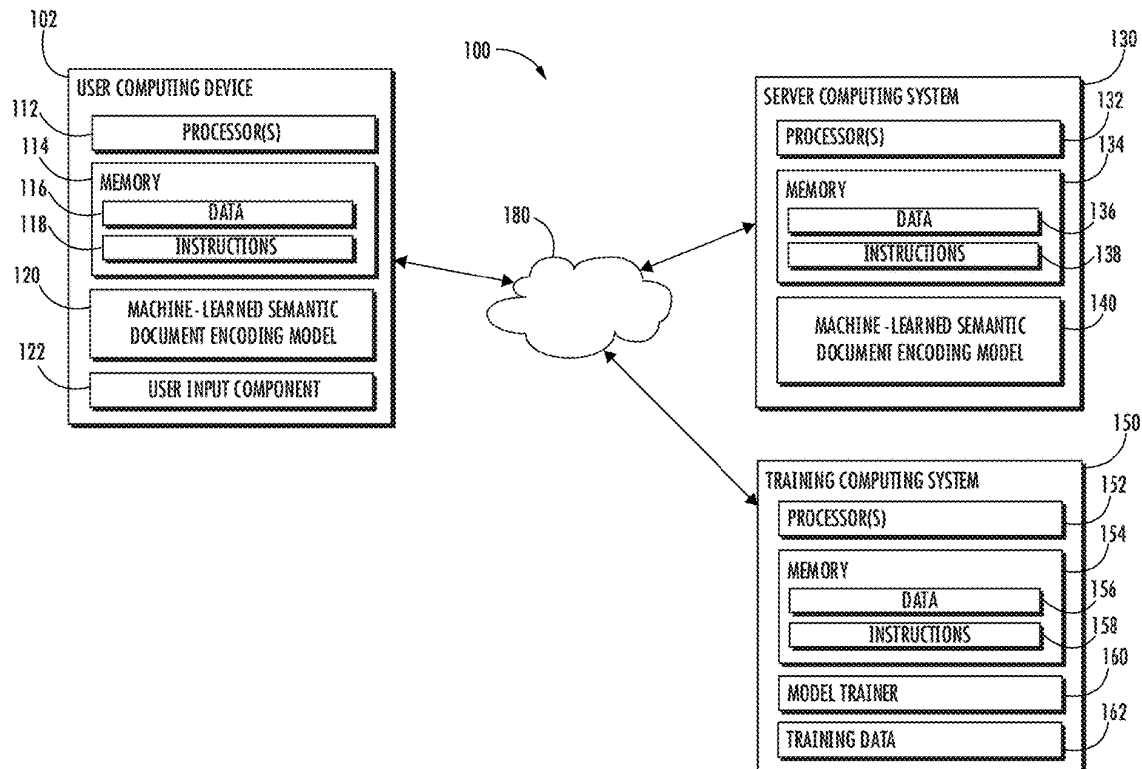 100
102
USER COMPUTING DEVICE
112
PROCESSOR(S)
114
MEMORY
116
DATA
118
INSTRUCTIONS
120
MACHINE-LEARNED SEMANTIC
DOCUMENT ENCODING MODEL
122
USER INPUT COMPONENT
180
130
SERVER COMPUTING SYSTEM
PROCESSOR(S)
132
134
MEMORY
DATA
136
INSTRUCTIONS
138
140
MACHINE-LEARNED SEMANTIC
DOCUMENT ENCODING MODEL
150
TRAINING COMPUTING SYSTEM
152
PROCESSOR(S)
154
MEMORY
156
DATA
158
INSTRUCTIONS
160
MODEL TRAINER
162
TRAINING DATA